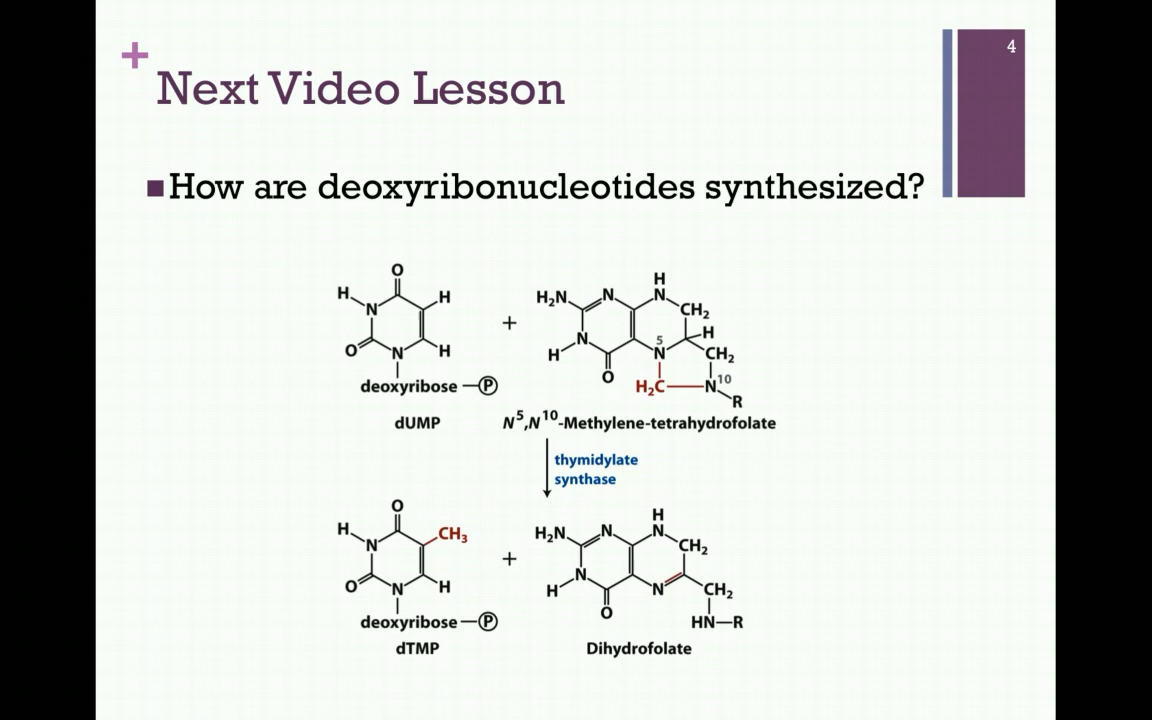 4
+
Next Video Lesson
How are deoxyribonucleotides synthesized?
O
H
N
H
O
N
H
deoxyribose — P
dUMP
+
H
H₂N
N
N
CH₂
H
N
5
N
H
CH₂
O
H₂C
N¹⁰
R
N⁵,N¹⁰-Methylene-tetrahydrofolate
thymidylate
synthase
O
H
N
CH₃
O
N
H
deoxyribose — P
dTMP
+
H
H₂N
N
N
CH₂
H
N
N
CH₂
O
HN—R
Dihydrofolate